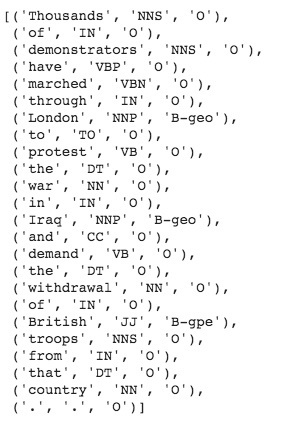 [('Thousands', 'NNS', 'O'),
('of', 'IN', 'O'),
('demonstrators', 'NNS', 'O'),
('have', 'VBP', 'O'),
('marched', 'VBN', 'O'),
('through', 'IN', 'O'),
('London', 'NNP', 'B-geo'),
('to', 'TO', 'O'),
('protest', 'VB', 'O'),
('the', 'DT', 'O'),
('war', 'NN', 'O'),
('in', 'IN', 'O'),
('Iraq', 'NNP', 'B-geo'),
('and', 'CC', 'O'),
('demand', 'VB', 'O'),
('the', 'DT', 'O'),
('withdrawal', 'NN', 'O'),
('of', 'IN', 'O'),
('British', 'JJ', 'B-gpe'),
('troops', 'NNS', 'O'),
('from', 'IN', 'O'),
('that', 'DT', 'O'),
('country', 'NN', 'O'),
('.', '.', 'O')]